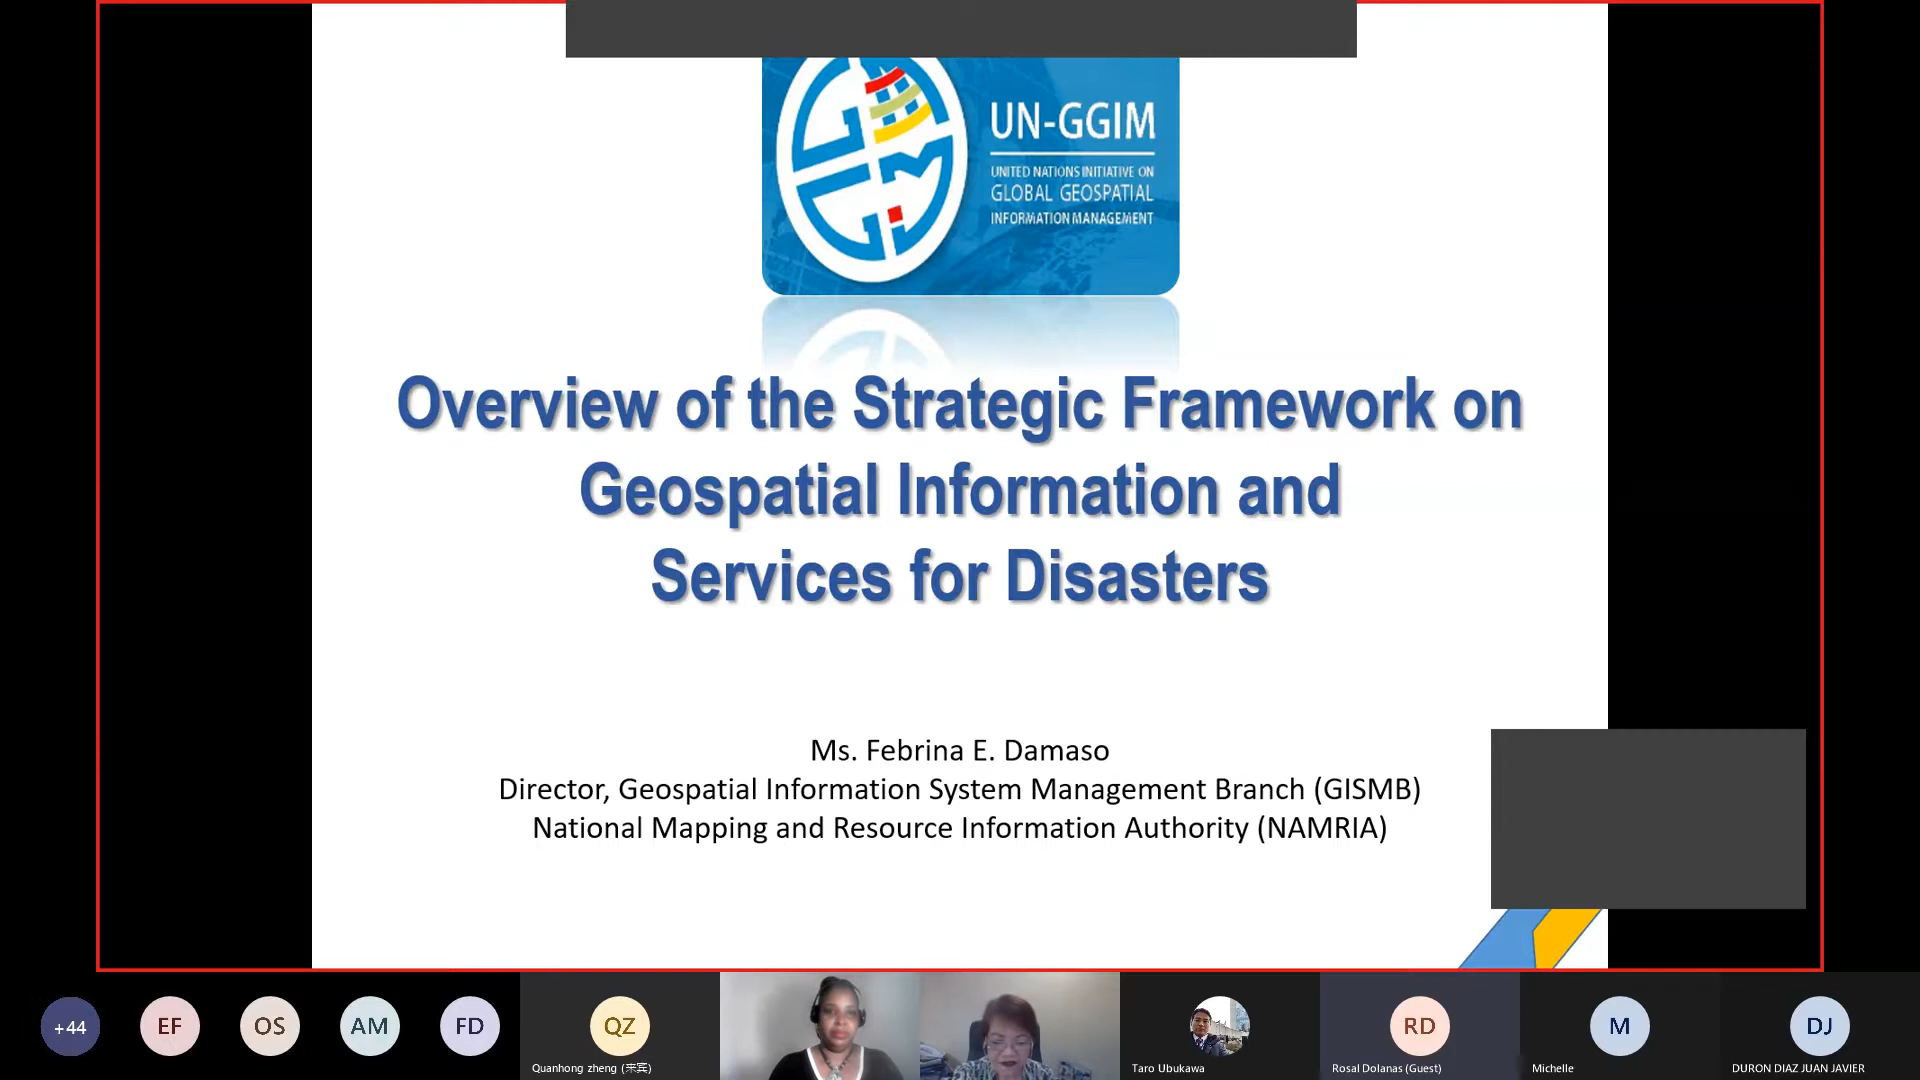 UN-GGIM
UNITED NATIONS INITIATIVE ON
GLOBAL GEOSPATIAL
INFORMATION MANAGEMENT
Overview of the Strategic Framework on
Geospatial Information and
Services for Disasters
Ms. Febrina E. Damaso
Director, Geospatial Information System Management Branch (GISMB)
National Mapping and Resource Information Authority (NAMRIA)
+44
EF
OS
AM
FD
QZ
RD
M
DJ
Quanhong zheng (来宾)
Taro Ubukawa
Rosal Dolanas (Guest)
Michelle
DURON DIAZ JUAN JAVIER